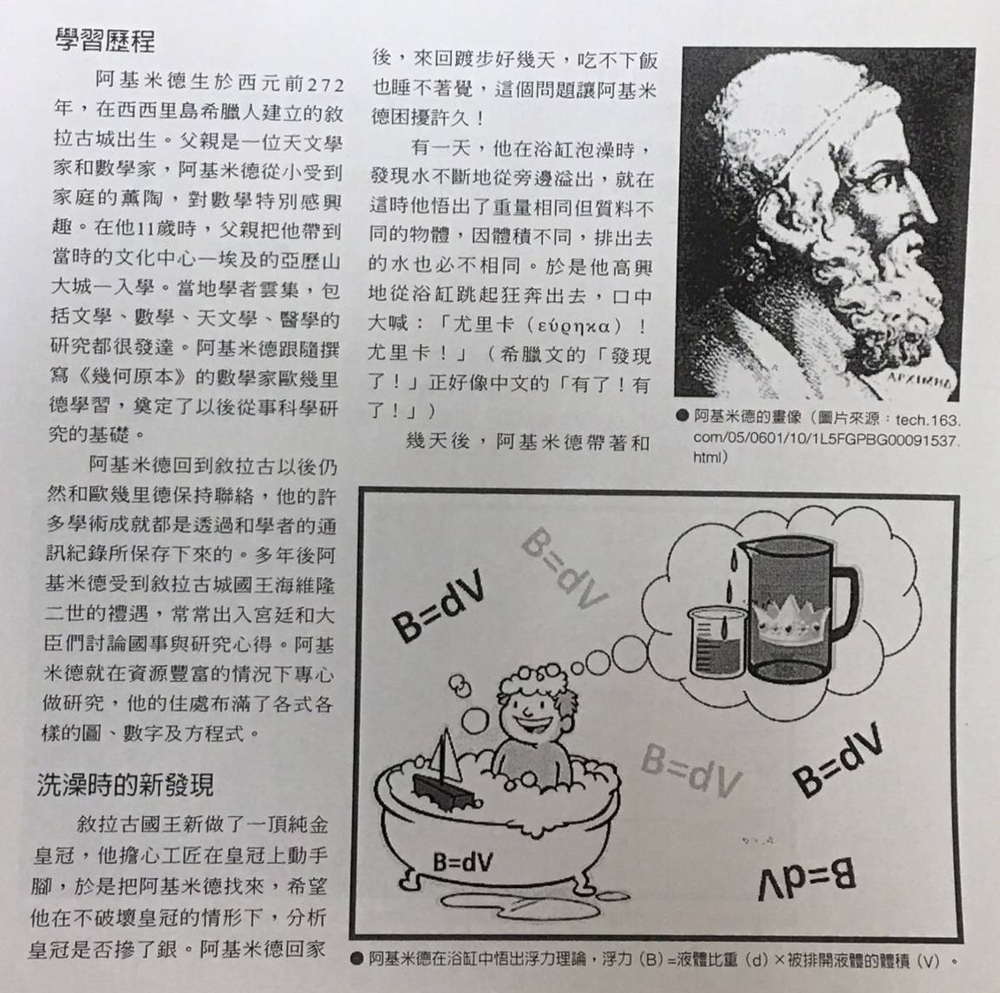 學習歷程
阿基米德生於西元前272
年，在西西里島希臘人建立的敘
拉古城出生。父親是一位天文學
家和數學家，阿基米德從小受到
家庭的薰陶，對數學特別感興
趣。在他11歲時，父親把他帶到
當時的文化中心—埃及的亞歷山
大城—入學。當地學者雲集，包
括文學、數學、天文學、醫學的
研究都很發達。阿基米德跟隨撰
寫《幾何原本》的數學家歐幾里
德學習，奠定了以後從事科學研
究的基礎。
阿基米德回到敘拉古以後仍
然和歐幾里德保持聯絡，他的許
多學術成就都是透過和學者的通
訊紀錄所保存下來的。多年後阿
基米德受到敘拉古城國王海維隆
二世的禮遇，常常出入宮廷和大
臣們討論國事與研究心得。阿基
米德就在資源豐富的情況下專心
做研究，他的住處布滿了各式各
樣的圖、數字及方程式。
洗澡時的新發現
敘拉古國王新做了一頂純金
皇冠，他擔心工匠在皇冠上動手
腳，於是把阿基米德找來，希望
他在不破壞皇冠的情形下，分析
皇冠是否摻了銀。阿基米德回家
後，來回踱步好幾天，吃不下飯
也睡不著覺，這個問題讓阿基米
德困擾許久！
有一天，他在浴缸泡澡時，
發現水不斷地從旁邊溢出，就在
這時他悟出了重量相同但質料不
同的物體，因體積不同，排出去
的水也必不相同。於是他高興
地從浴缸跳起狂奔出去，口中
大喊：「尤里卡（εύρηκα）！
尤里卡！」（希臘文的「發現
了！」正好像中文的「有了！有
了！」）
幾天後，阿基米德帶著和
ΑΡΧΙΜΗΔ
● 阿基米德的畫像（圖片來源：tech.163.
com/05/0601/10/1L5FGPBG00091537.
html）
B=dV
B=dV
B=dV
B=dV
B=dV
B=dV
● 阿基米德在浴缸中悟出浮力理論，浮力（B）=液體比重（d）×被排開液體的體積（V）。